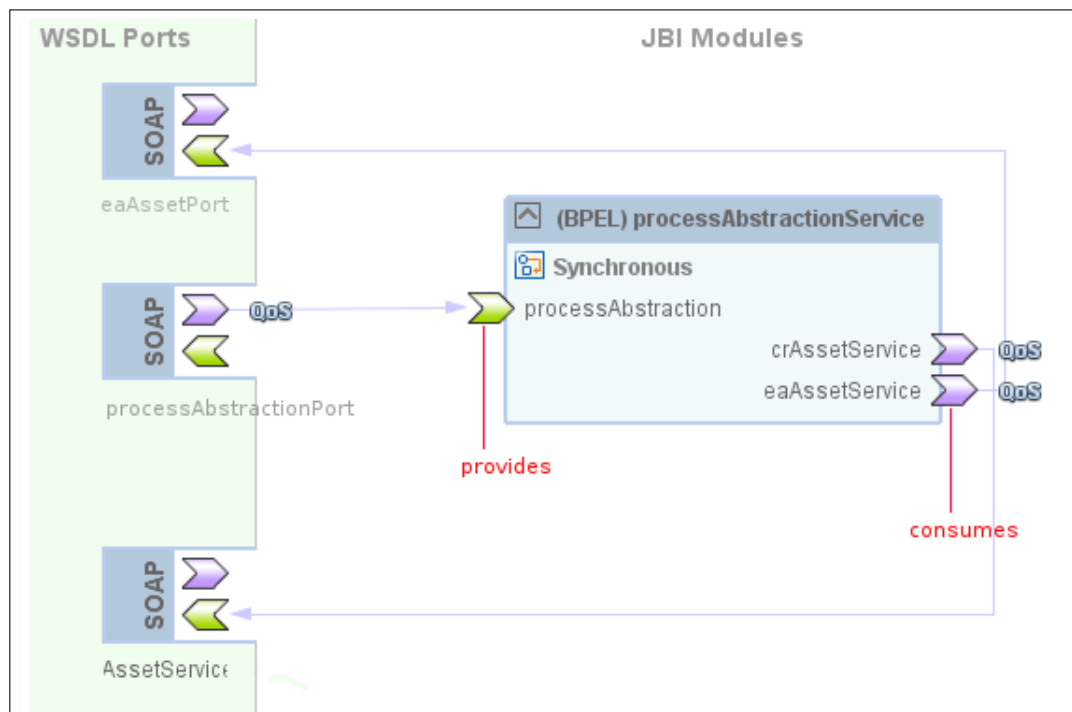 WSDL Ports
JBI Modules
SOAP
eaAssetPort
(BPEL) processAbstractionService
Synchronous
SOAP
QoS
processAbstraction
crAssetService
QoS
eaAssetService
QoS
processAbstractionPort
provides
consumes
SOAP
AssetService